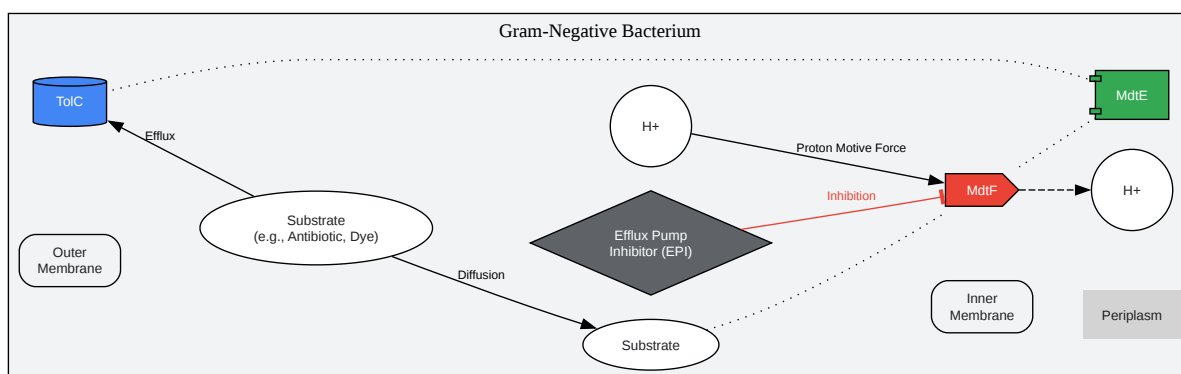 Gram-Negative Bacterium
TolC
MdtE
H+
Efflux
Proton Motive Force
MdtF
H+
Inhibition
Substrate
(e.g., Antibiotic, Dye)
Efflux Pump
Inhibitor (EPI)
Outer
Membrane
Diffusion
Inner
Membrane
Periplasm
Substrate